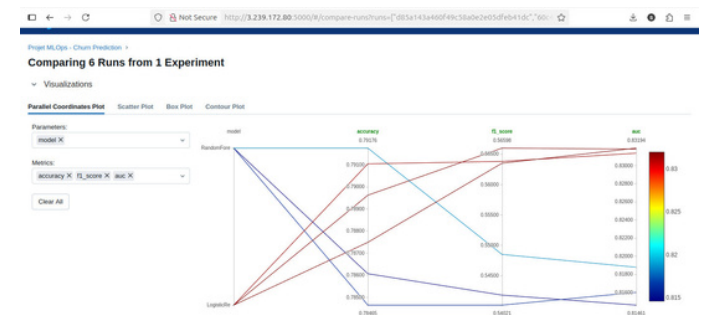 Not Secure http://3.239.172.80:5000/#/compare-runs?runs=["d83a143a460f49c58a0e2e05dfeb41dc","60
Projet MLOps - Churn Prediction
Comparing 6 Runs from 1 Experiment
Visualizations
Parallel Coordinates Plot Scatter Plot Box Plot Contour Plot
Parameters:
model
Metrics:
accuracy f1_score auc
Clear All
model accuracy f1_score auc
0.79176 0.56598 0.83194
RandomFore
0.79100
0.79000
0.78900
0.78800
0.78700
0.78600
0.78500
0.78465
0.56500
0.56000
0.55500
0.55000
0.54500
0.54021
0.83000
0.82800
0.82600
0.82400
0.82200
0.82000
0.81800
0.81600
0.81461
LogisticRe
0.83
0.825
0.82
0.815